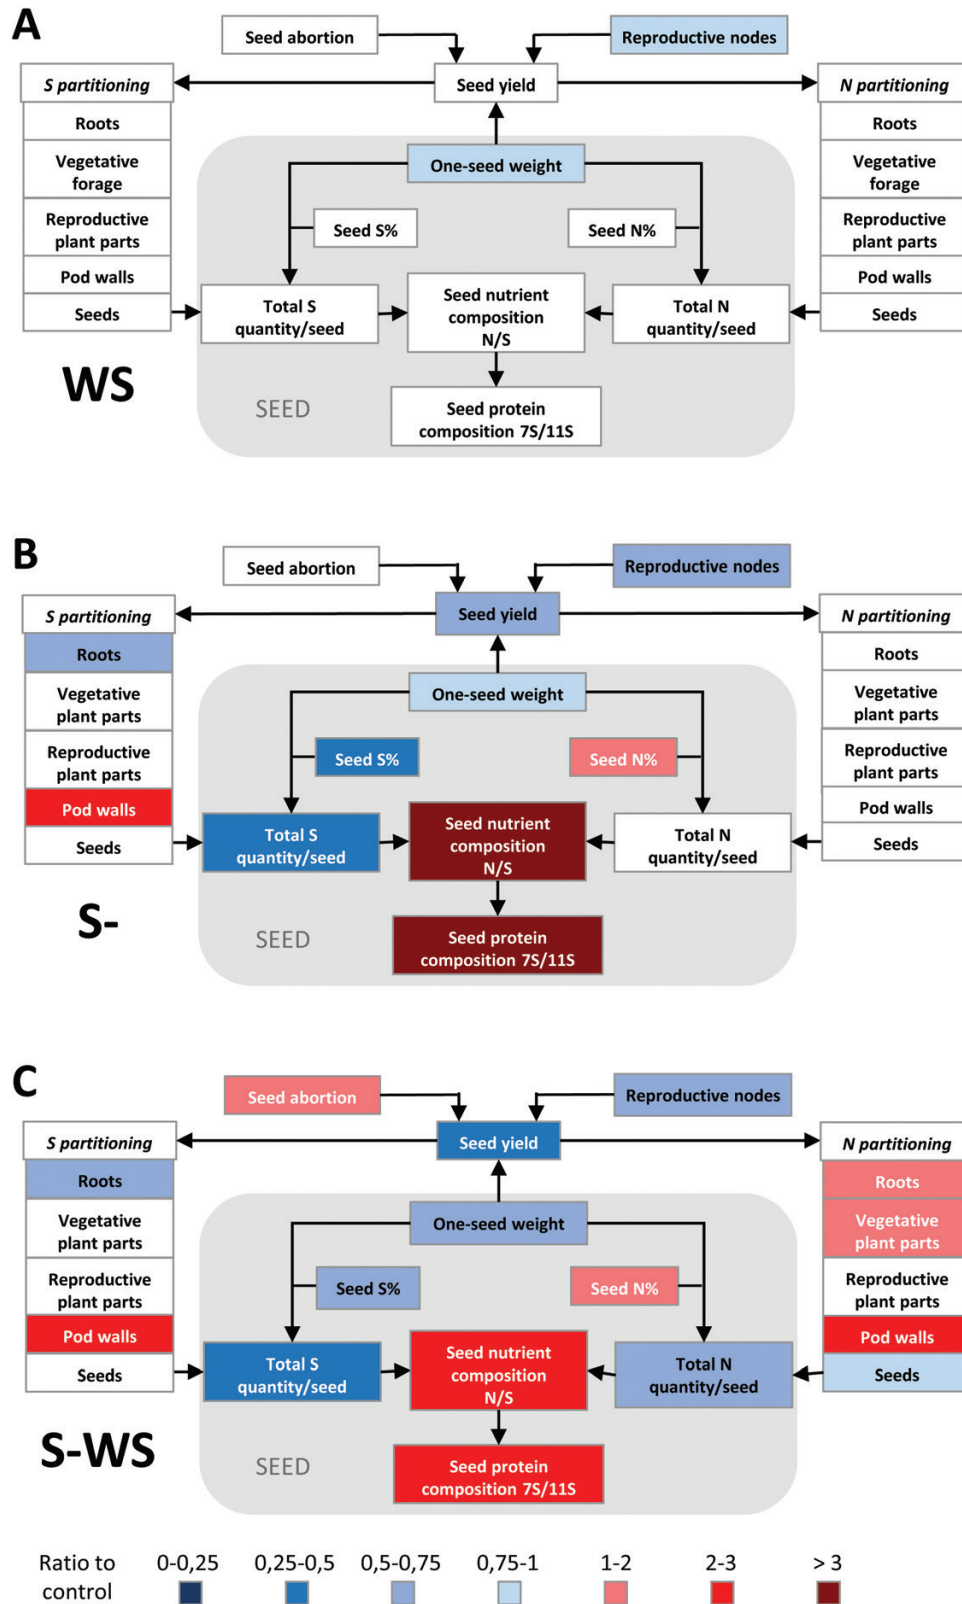 A
Seed abortion
Reproductive nodes
S partitioning
Seed yield
N partitioning
Roots
Roots
Vegetative
forage
One-seed weight
Vegetative
forage
Reproductive
plant parts
Seed S%
Seed N%
Reproductive
plant parts
Pod walls
Pod walls
Seeds
Total S
quantity/seed
Seed nutrient
composition
N/S
Total N
quantity/seed
Seeds
WS
SEED
Seed protein
composition 7S/11S
B
Seed abortion
Reproductive nodes
S partitioning
Seed yield
N partitioning
Roots
Roots
Vegetative
plant parts
One-seed weight
Vegetative
plant parts
Reproductive
plant parts
Seed S%
Seed N%
Reproductive
plant parts
Pod walls
Pod walls
Seeds
Total S
quantity/seed
Seed nutrient
composition
N/S
Total N
quantity/seed
Seeds
S-
SEED
Seed protein
composition 7S/11S
C
Seed abortion
Reproductive nodes
S partitioning
Seed yield
N partitioning
Roots
Roots
Vegetative
plant parts
One-seed weight
Vegetative
plant parts
Reproductive
plant parts
Seed S%
Seed N%
Reproductive
plant parts
Pod walls
Pod walls
Seeds
Total S
quantity/seed
Seed nutrient
composition
N/S
Total N
quantity/seed
Seeds
S-WS
SEED
Seed protein
composition 7S/11S
Ratio to
control
0-0,25
0,25-0,5
0,5-0,75
0,75-1
1-2
2-3
> 3